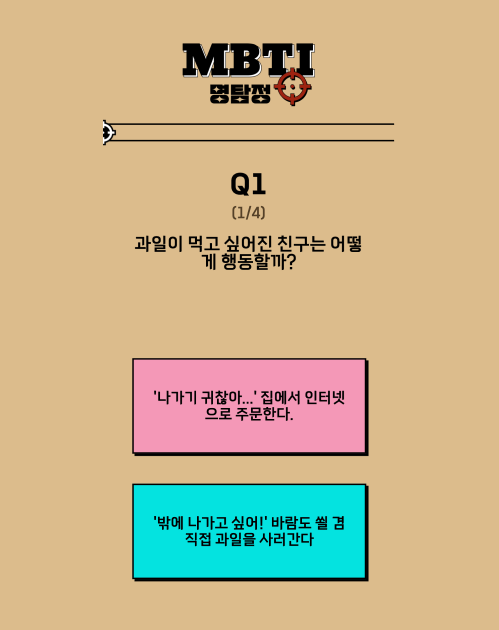 MBTI
명탐정
Q1
(1/4)
과일이 먹고 싶어진 친구는 어떻
게 행동할까?
'나가기 귀찮아...' 집에서 인터넷
으로 주문한다.
'밖에 나가고 싶어!' 바람도 쐴 겸
직접 과일을 사러간다